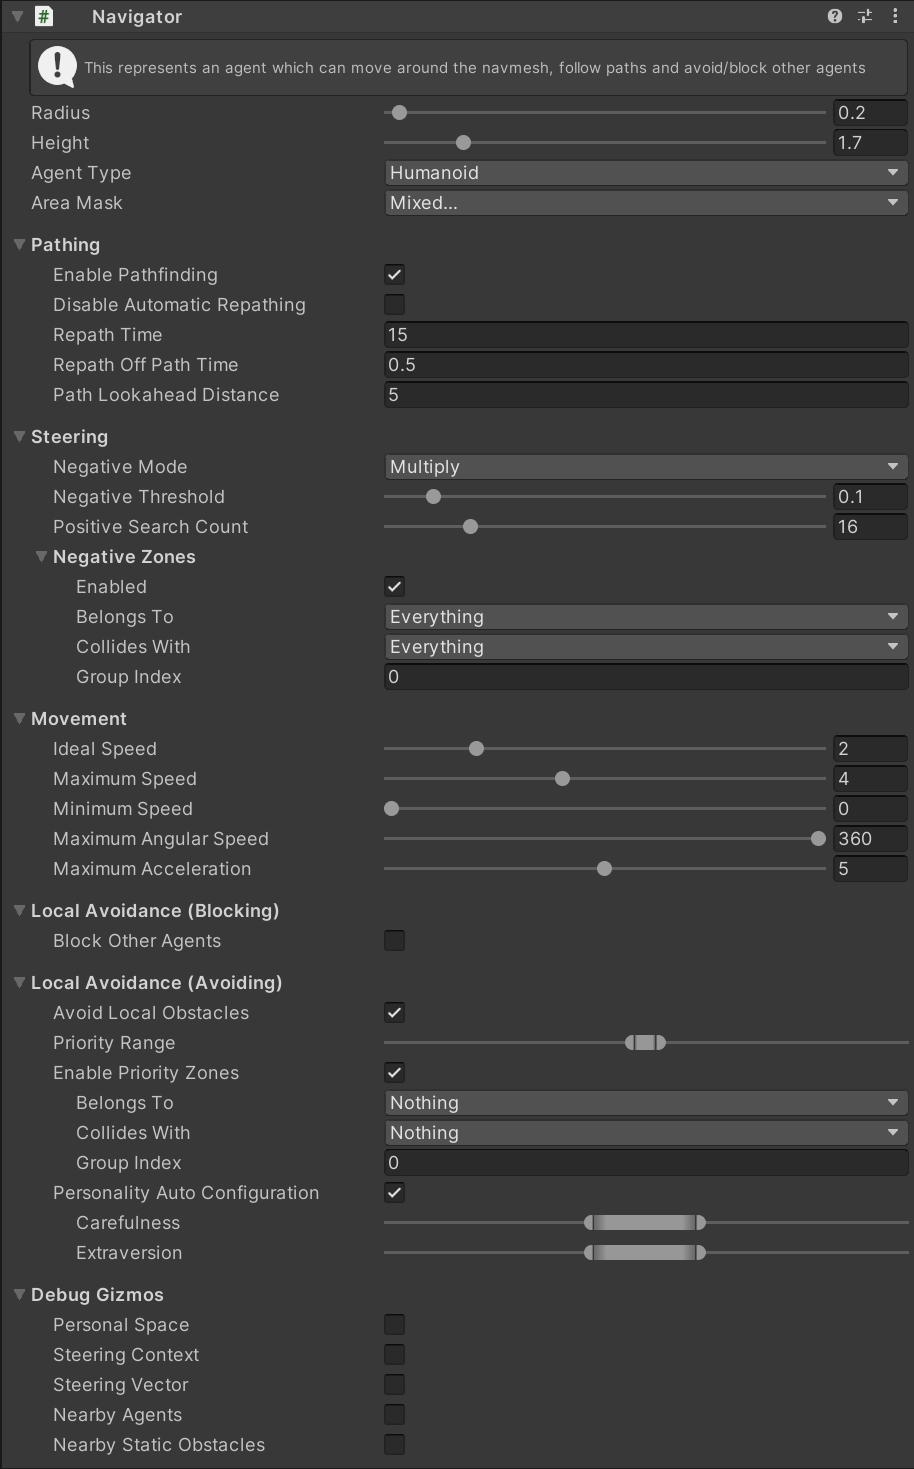 # Navigator
! This represents an agent which can move around the navmesh, follow paths and avoid/block other agents
Radius 0.2
Height 1.7
Agent Type Humanoid
Area Mask Mixed...
Pathing
Enable Pathfinding
Disable Automatic Repathing
Repath Time 15
Repath Off Path Time 0.5
Path Lookahead Distance 5
Steering
Negative Mode Multiply
Negative Threshold 0.1
Positive Search Count 16
Negative Zones
Enabled
Belongs To Everything
Collides With Everything
Group Index 0
Movement
Ideal Speed 2
Maximum Speed 4
Minimum Speed 0
Maximum Angular Speed 360
Maximum Acceleration 5
Local Avoidance (Blocking)
Block Other Agents
Local Avoidance (Avoiding)
Avoid Local Obstacles
Priority Range
Enable Priority Zones
Belongs To Nothing
Collides With Nothing
Group Index 0
Personality Auto Configuration
Carefulness
Extraversion
Debug Gizmos
Personal Space
Steering Context
Steering Vector
Nearby Agents
Nearby Static Obstacles